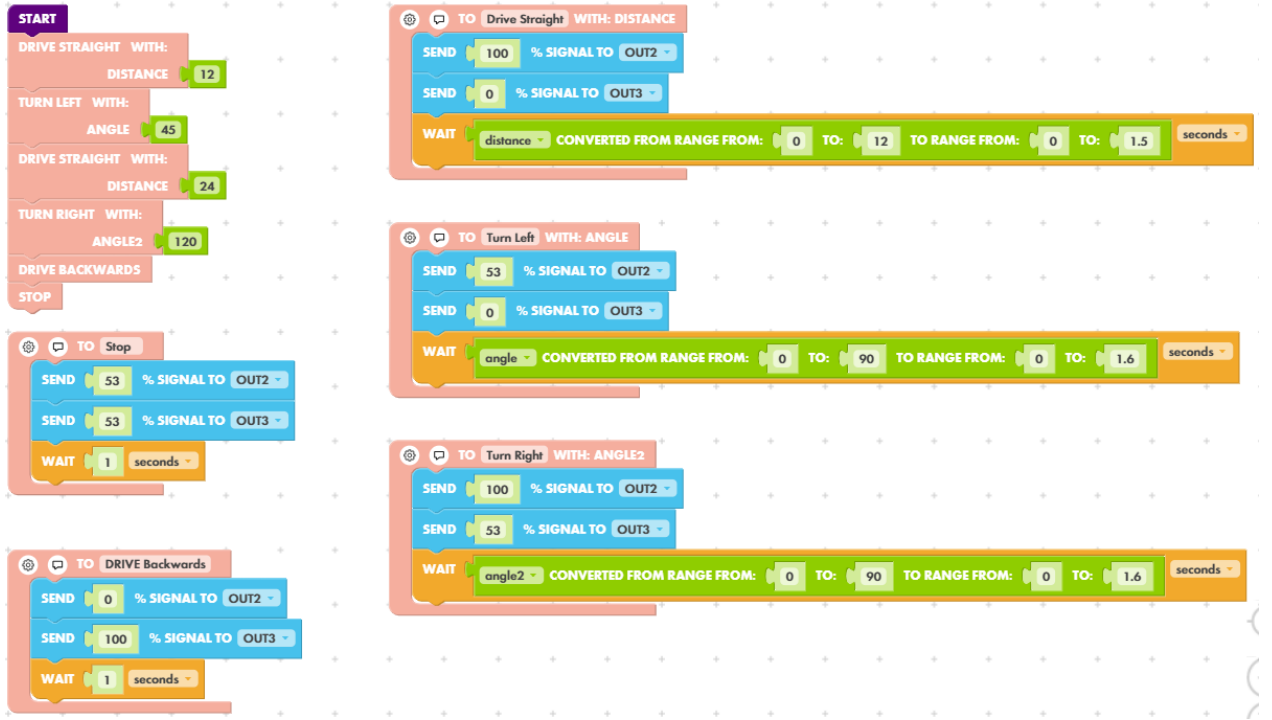 START
DRIVE STRAIGHT WITH:
DISTANCE 12
TURN LEFT WITH:
ANGLE 45
DRIVE STRAIGHT WITH:
DISTANCE 24
TURN RIGHT WITH:
ANGLE2 120
DRIVE BACKWARDS
STOP
TO Stop
SEND 53 % SIGNAL TO OUT2
SEND 53 % SIGNAL TO OUT3
WAIT 1 seconds
TO DRIVE Backwards
SEND 0 % SIGNAL TO OUT2
SEND 100 % SIGNAL TO OUT3
WAIT 1 seconds
TO Drive Straight WITH: DISTANCE
SEND 100 % SIGNAL TO OUT2
SEND 0 % SIGNAL TO OUT3
WAIT distance CONVERTED FROM RANGE FROM: 0 TO: 12 TO RANGE FROM: 0 TO: 1.5 seconds
TO Turn Left WITH: ANGLE
SEND 53 % SIGNAL TO OUT2
SEND 0 % SIGNAL TO OUT3
WAIT angle CONVERTED FROM RANGE FROM: 0 TO: 90 TO RANGE FROM: 0 TO: 1.6 seconds
TO Turn Right WITH: ANGLE2
SEND 100 % SIGNAL TO OUT2
SEND 53 % SIGNAL TO OUT3
WAIT angle2 CONVERTED FROM RANGE FROM: 0 TO: 90 TO RANGE FROM: 0 TO: 1.6 seconds